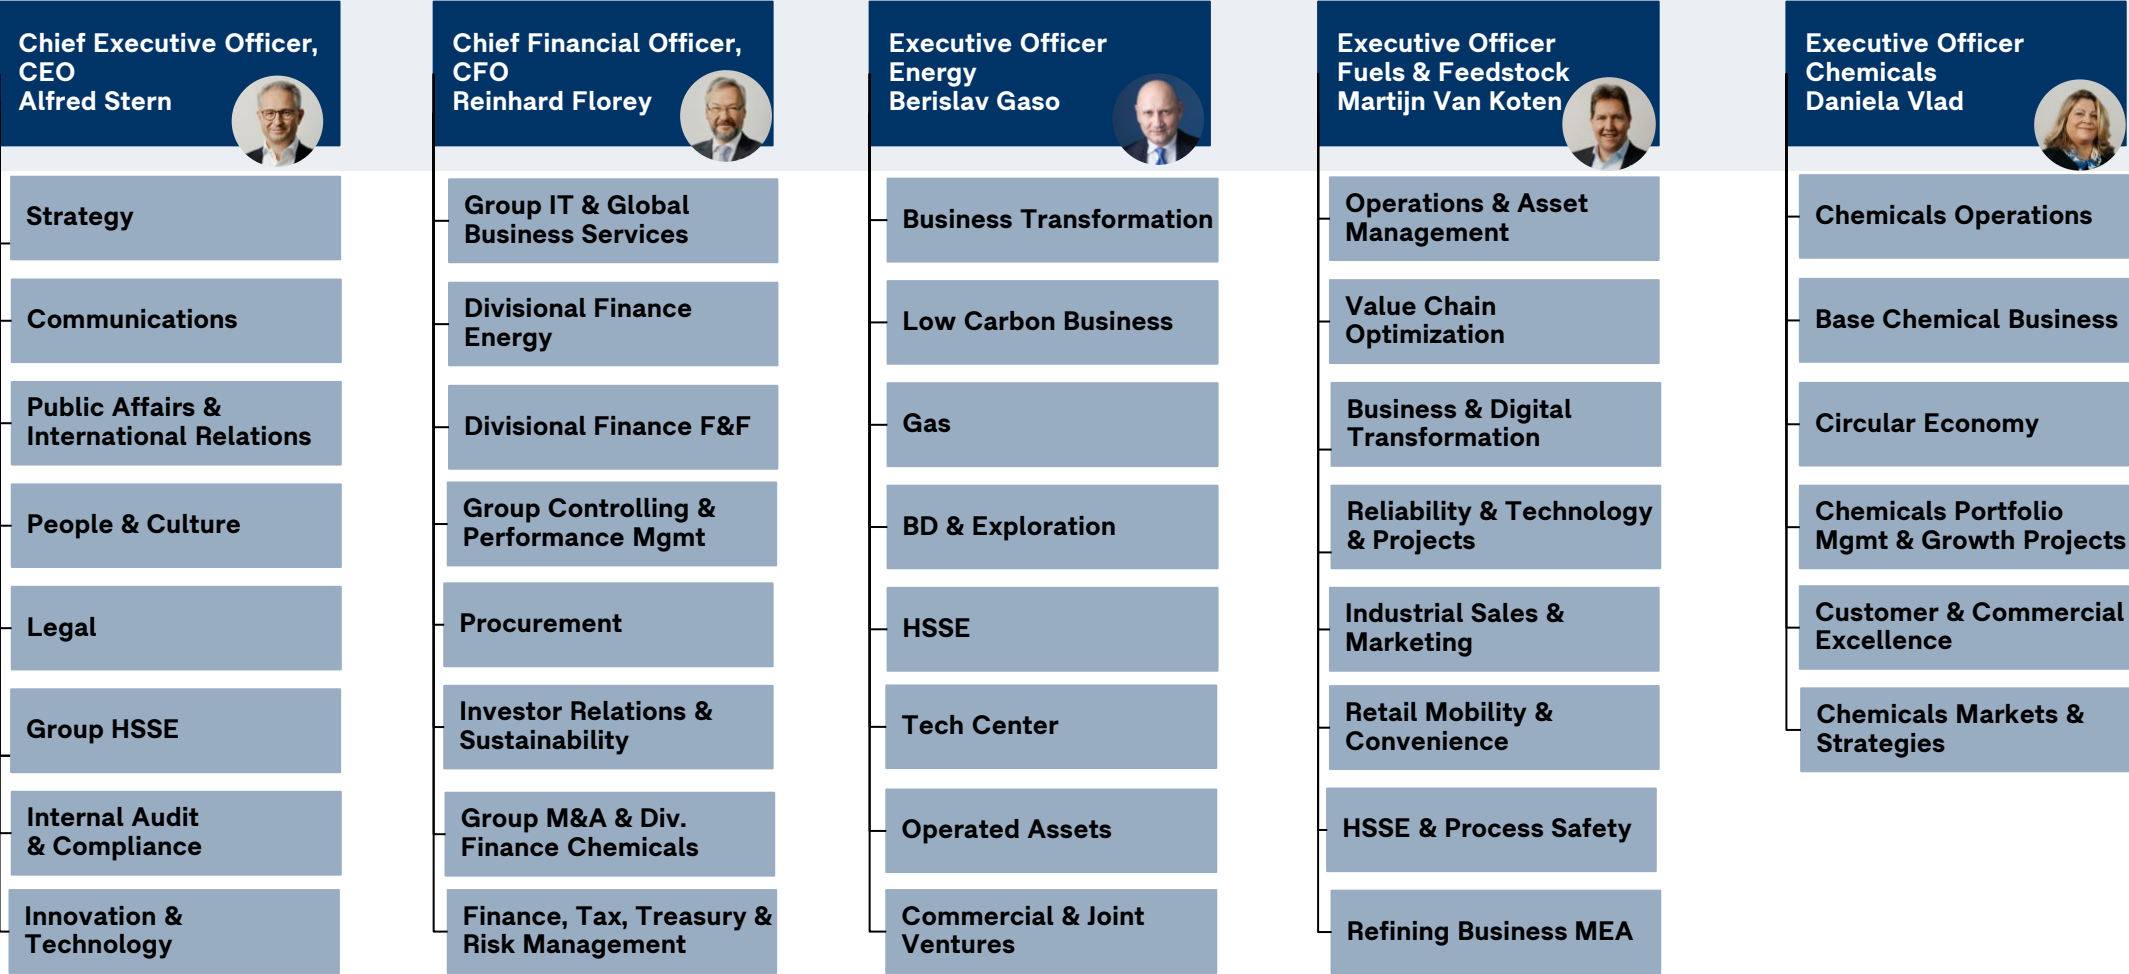 Chief Executive Officer,
CEO
Alfred Stern
Strategy
Communications
Public Affairs &
International Relations
People & Culture
Legal
Group HSSE
Internal Audit
& Compliance
Innovation &
Technology
Chief Financial Officer,
CFO
Reinhard Florey
Group IT & Global
Business Services
Divisional Finance
Energy
Divisional Finance F&F
Group Controlling &
Performance Mgmt
Procurement
Investor Relations &
Sustainability
Group M&A & Div.
Finance Chemicals
Finance, Tax, Treasury &
Risk Management
Executive Officer
Energy
Berislav Gaso
Business Transformation
Low Carbon Business
Gas
BD & Exploration
HSSE
Tech Center
Operated Assets
Commercial & Joint
Ventures
Executive Officer
Fuels & Feedstock
Martijn Van Koten
Operations & Asset
Management
Value Chain
Optimization
Business & Digital
Transformation
Reliability & Technology
& Projects
Industrial Sales &
Marketing
Retail Mobility &
Convenience
HSSE & Process Safety
Refining Business MEA
Executive Officer
Chemicals
Daniela Vlad
Chemicals Operations
Base Chemical Business
Circular Economy
Chemicals Portfolio
Mgmt & Growth Projects
Customer & Commercial
Excellence
Chemicals Markets &
Strategies